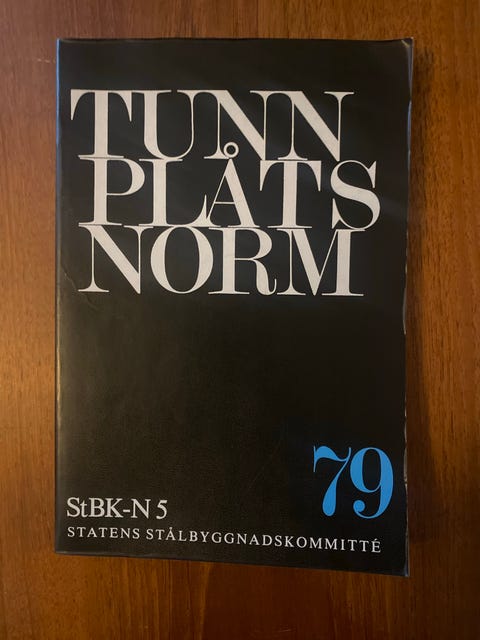 TUNN
PLÅTS
NORM
79
StBK-N 5
STATENS STÅLBYGGNADSKOMMITTÉ